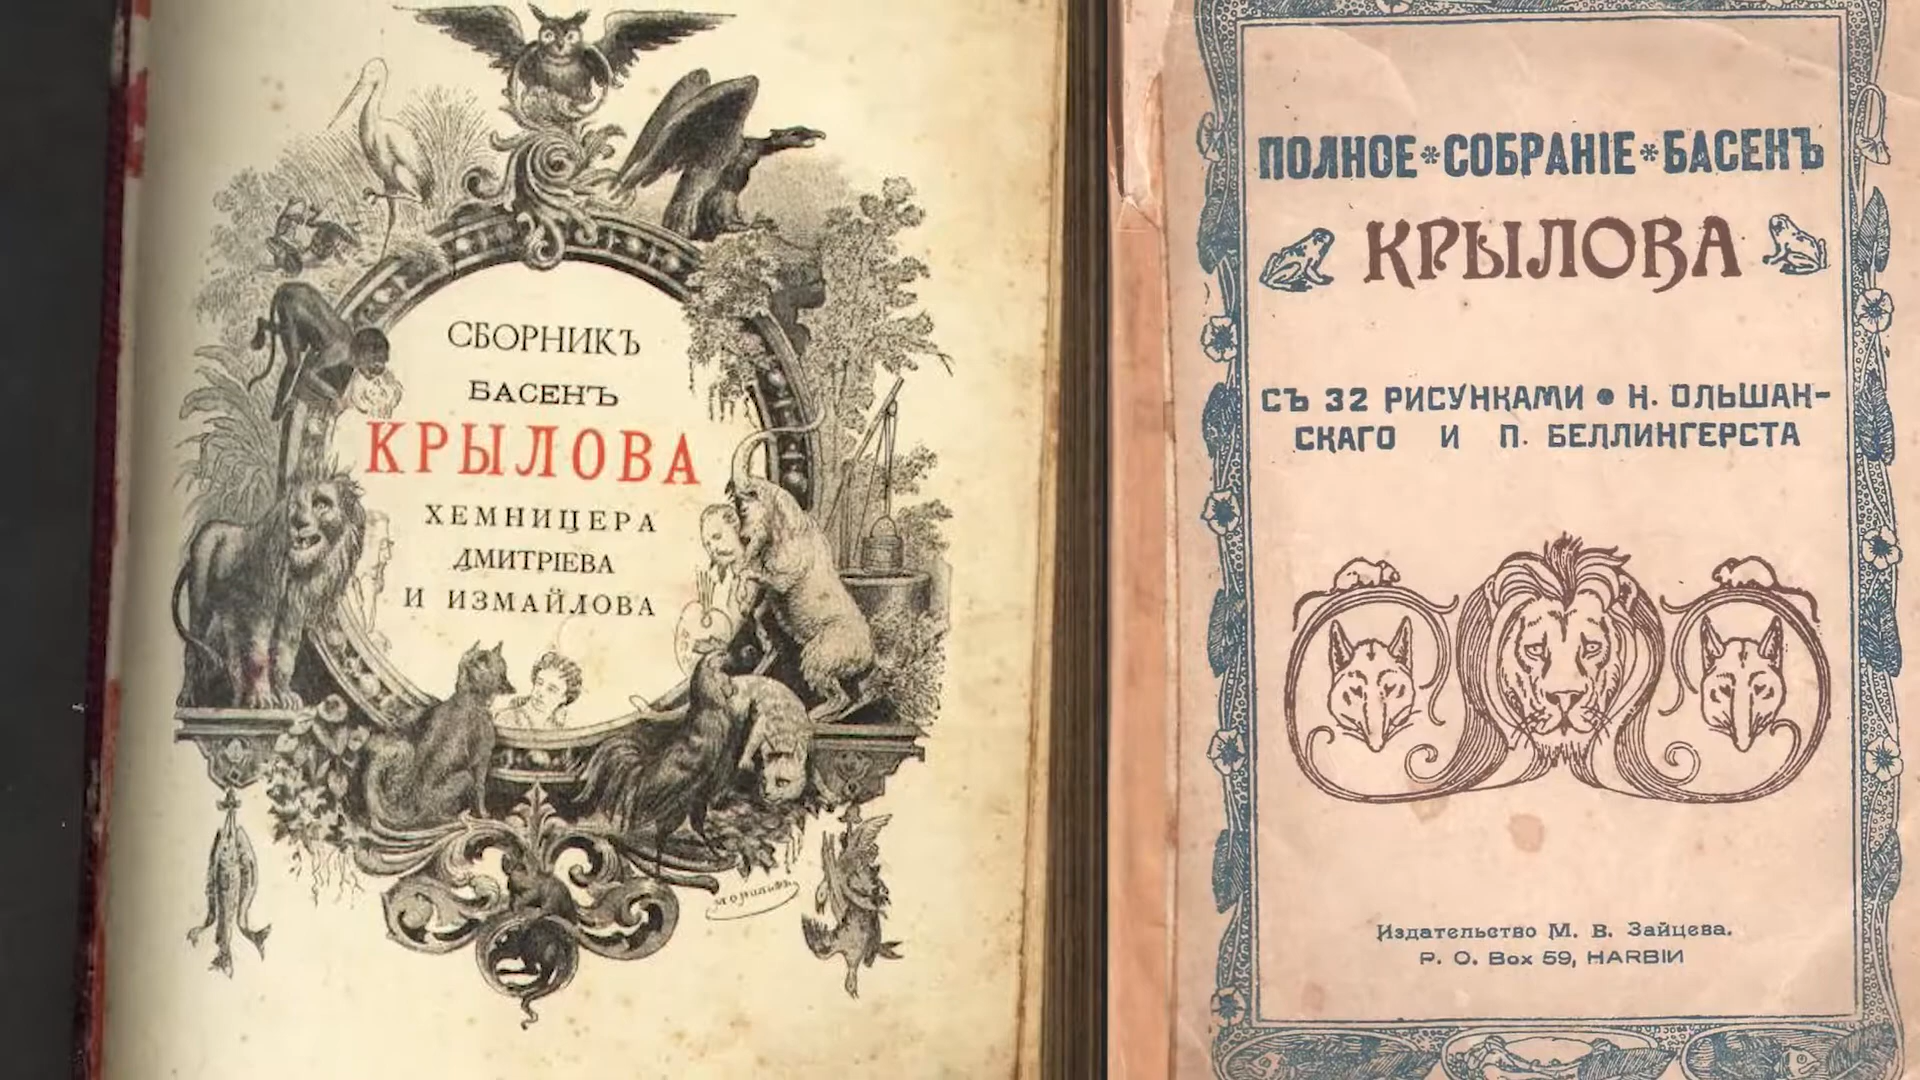 СБОРНИКЪ
БАСЕНЪ
КРЫЛОВА
ХЕМНИЦЕРА
ДМИТРІЕВА
И ИЗМАЙЛОВА
ПОЛНОЕ * СОБРАНІЕ * БАСЕНЪ
КРЫЛОВА
СЪ 32 РИСУНКАМИ ● Н. ОЛЬШАН-
СКАГО И П. БЕЛЛИНГЕРСТА
Издательство М. В. Зайцева.
P. O. Box 59, HARBIИ